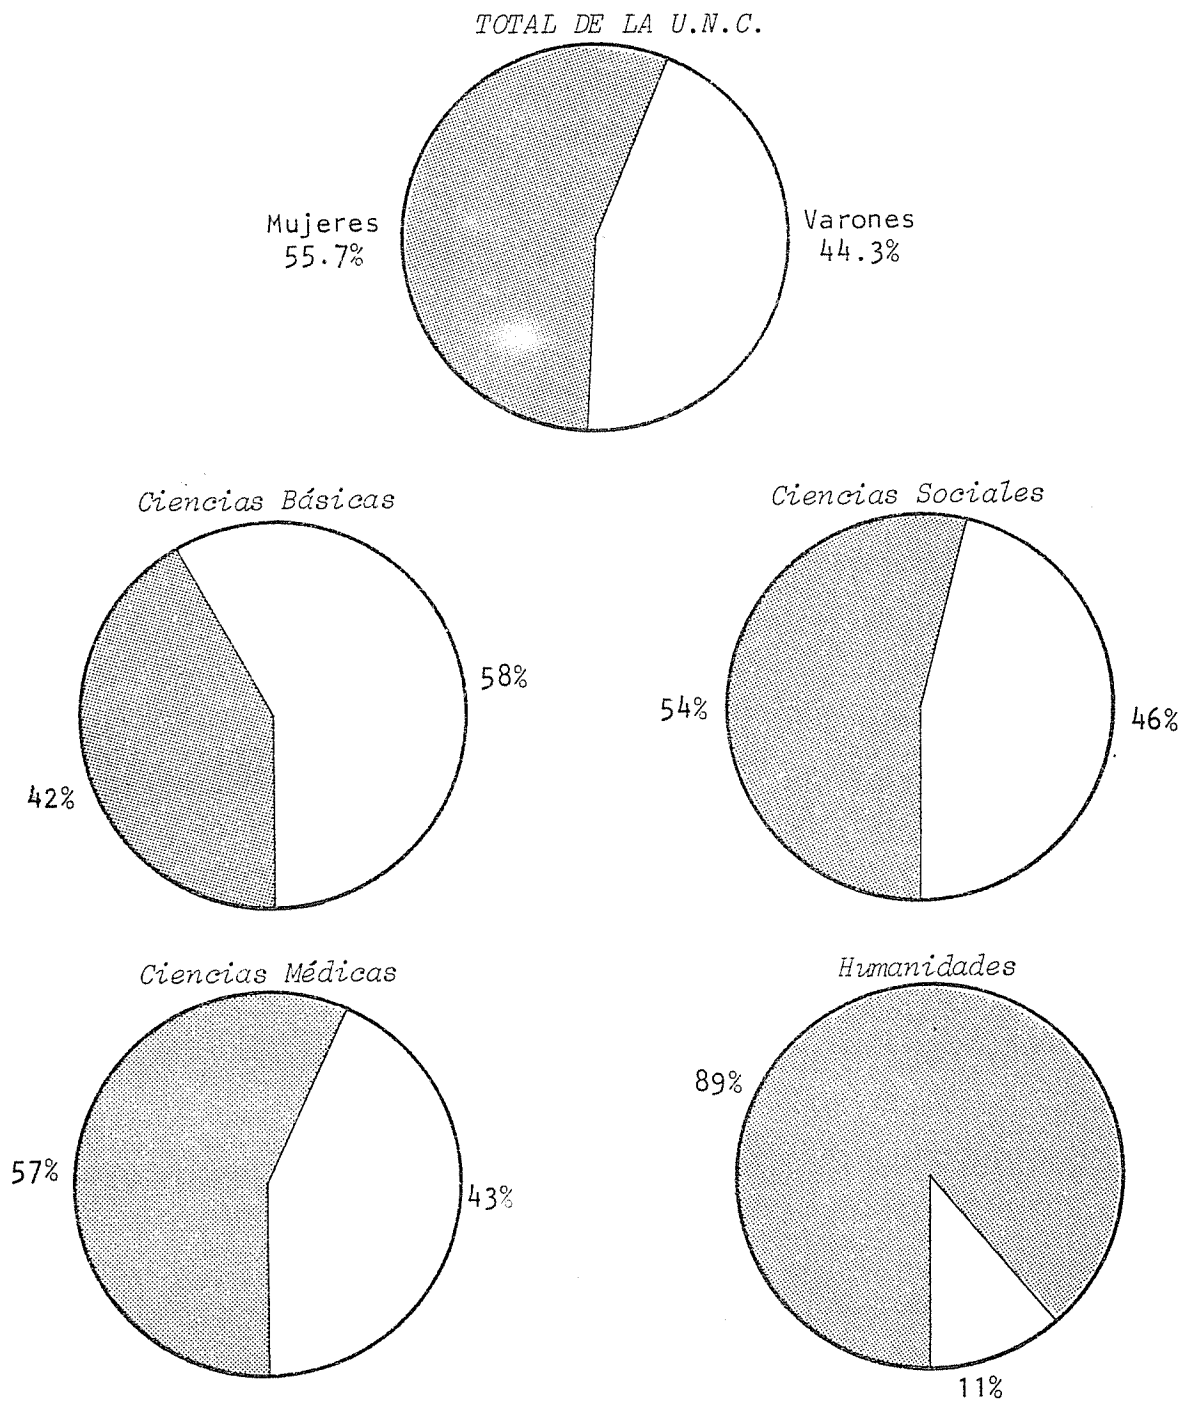 TOTAL DE LA U.N.C.
Mujeres
55.7%
Varones
44.3%
Ciencias Básicas
58%
42%
Ciencias Sociales
54%
46%
Ciencias Médicas
57%
43%
Humanidades
89%
11%